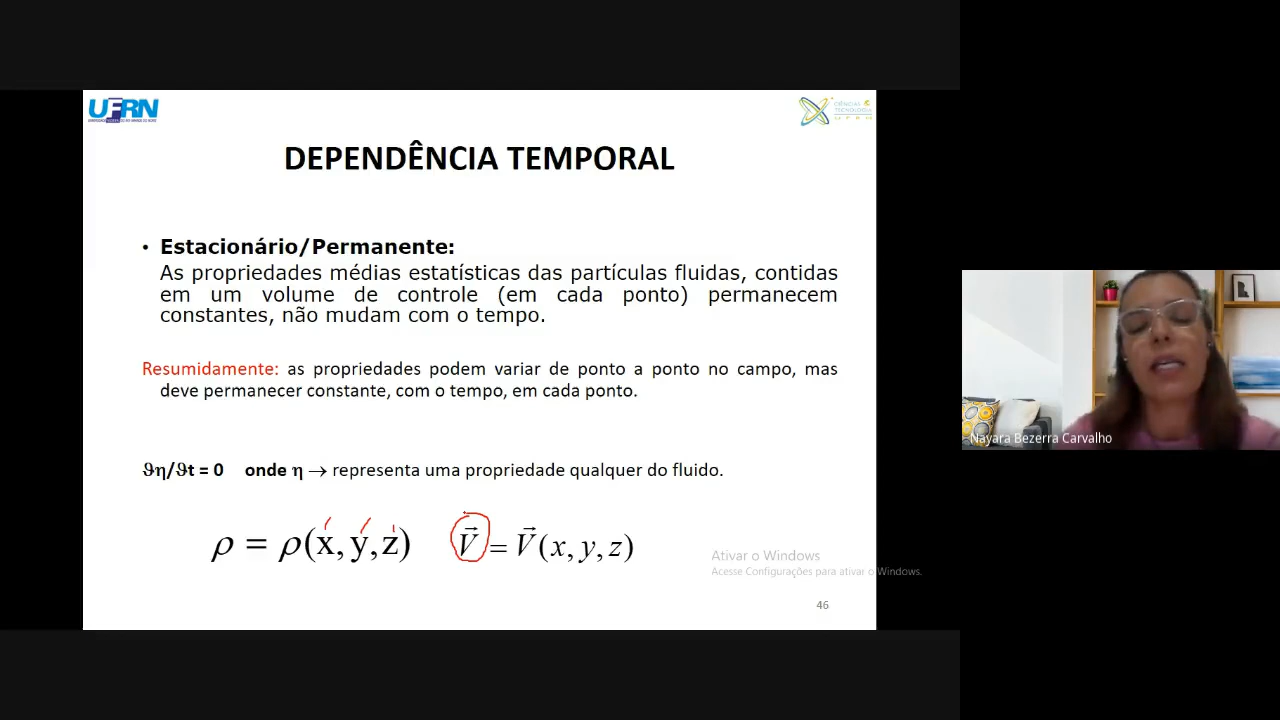 UFRN
CIÊNCIAS
TECNOLOGIA
UFRN
DEPENDÊNCIA TEMPORAL
• Estacionário/Permanente:
As propriedades médias estatísticas das partículas fluidas, contidas
em um volume de controle (em cada ponto) permanecem
constantes, não mudam com o tempo.
Resumidamente: as propriedades podem variar de ponto a ponto no campo, mas
deve permanecer constante, com o tempo, em cada ponto.
ϑη/ϑt = 0 onde η → representa uma propriedade qualquer do fluido.
ρ = ρ(x,y,z) V⃗ = V⃗(x, y, z)
Ativar o Windows
Acesse Configurações para ativar o Windows.
46
Nayara Bezerra Carvalho